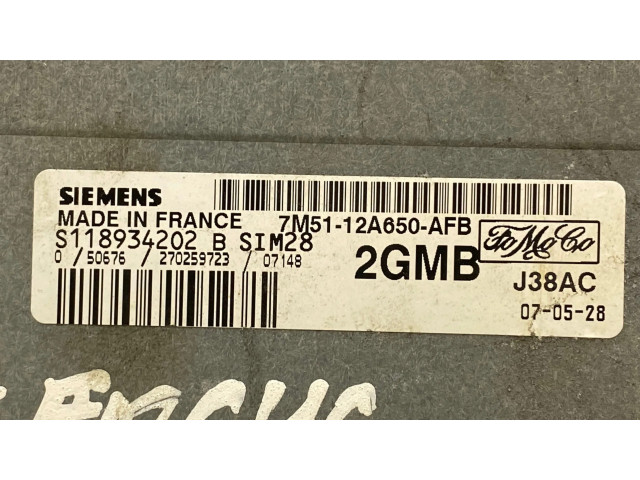 SIEMENS
MADE IN FRANCE 7M51-12A650-AFB
S118934202 B SIM28
0 / 50676 / 270259723 / 07148
2GMB
FoMoCo
J38AC
07-05-28